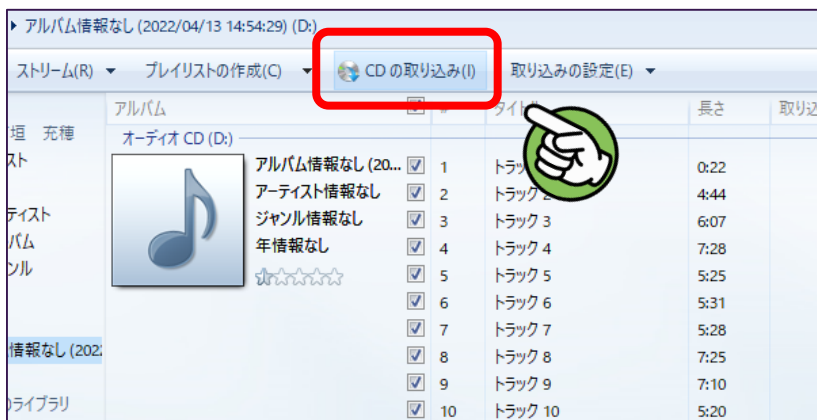 アルバム情報なし (2022/04/13 14:54:29) (D:)
ストリーム(R) プレイリストの作成(C) CD の取り込み(I) 取り込みの設定(E)
アルバム # タイトル 長さ 取り込
垣 充穂
オーディオ CD (D:)
スト
ティスト
バム
ンル
アルバム情報なし (20...
アーティスト情報なし
ジャンル情報なし
年情報なし
1 トラッ 0:22
2 トラック 2 4:44
3 トラック 3 6:07
4 トラック 4 7:28
5 トラック 5 5:25
6 トラック 6 5:31
7 トラック 7 5:28
8 トラック 8 7:25
9 トラック 9 7:10
10 トラック 10 5:20
情報なし (202
のライブラリ